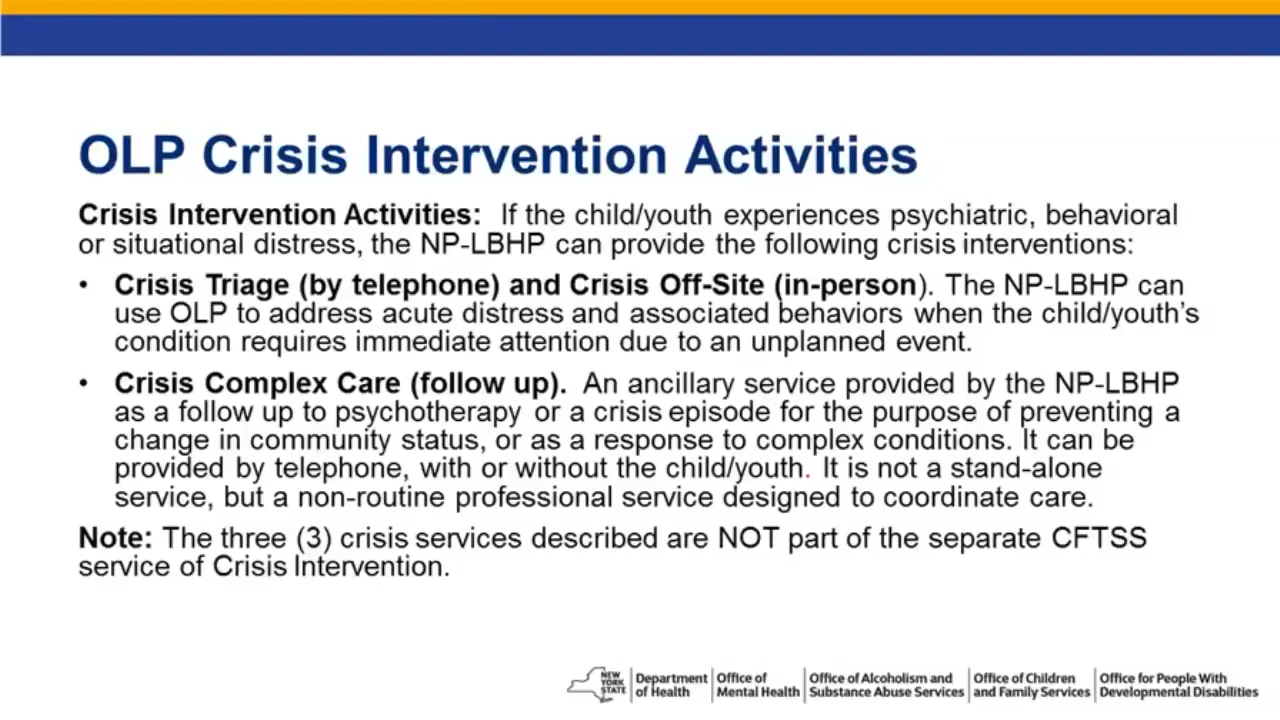 OLP Crisis Intervention Activities
Crisis Intervention Activities: If the child/youth experiences psychiatric, behavioral
or situational distress, the NP-LBHP can provide the following crisis interventions:
• Crisis Triage (by telephone) and Crisis Off-Site (in-person). The NP-LBHP can
use OLP to address acute distress and associated behaviors when the child/youth's
condition requires immediate attention due to an unplanned event.
• Crisis Complex Care (follow up). An ancillary service provided by the NP-LBHP
as a follow up to psychotherapy or a crisis episode for the purpose of preventing a
change in community status, or as a response to complex conditions. It can be
provided by telephone, with or without the child/youth. It is not a stand-alone
service, but a non-routine professional service designed to coordinate care.
Note: The three (3) crisis services described are NOT part of the separate CFTSS
service of Crisis Intervention.
NEW
YORK
STATE
Department
of Health
Office of
Mental Health
Office of Alcoholism and
Substance Abuse Services
Office of Children
and Family Services
Office for People With
Developmental Disabilities